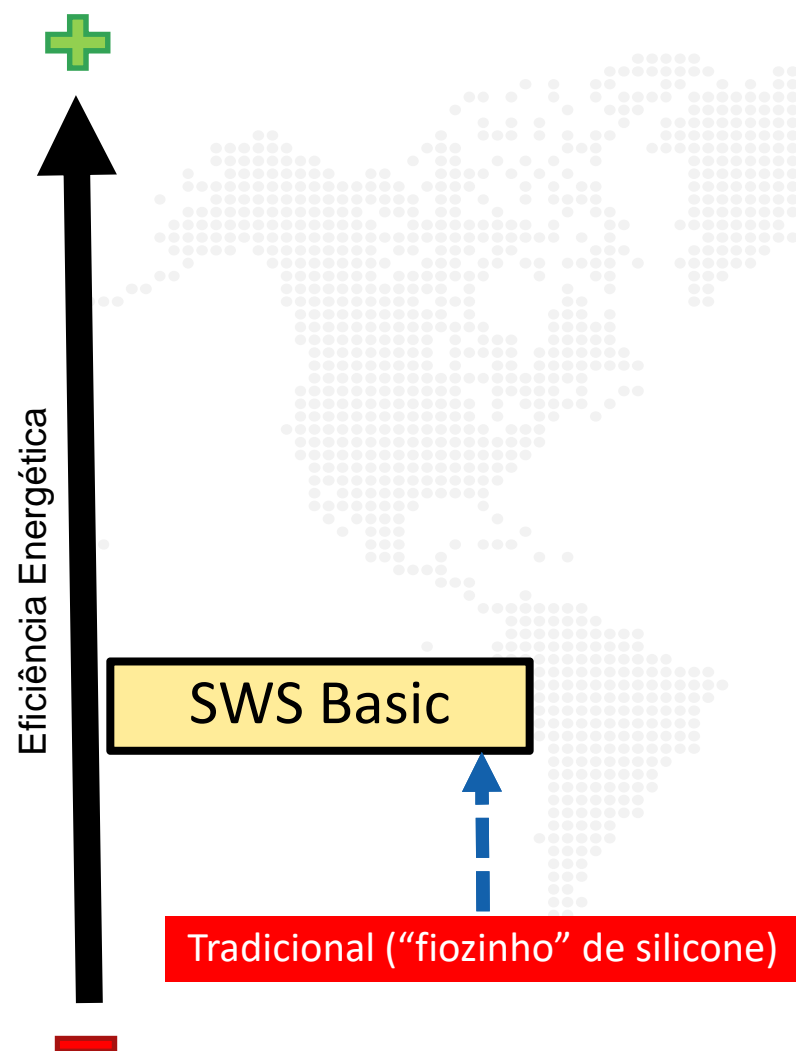 Eficiência Energética
SWS Basic
Tradicional (“fiozinho” de silicone)